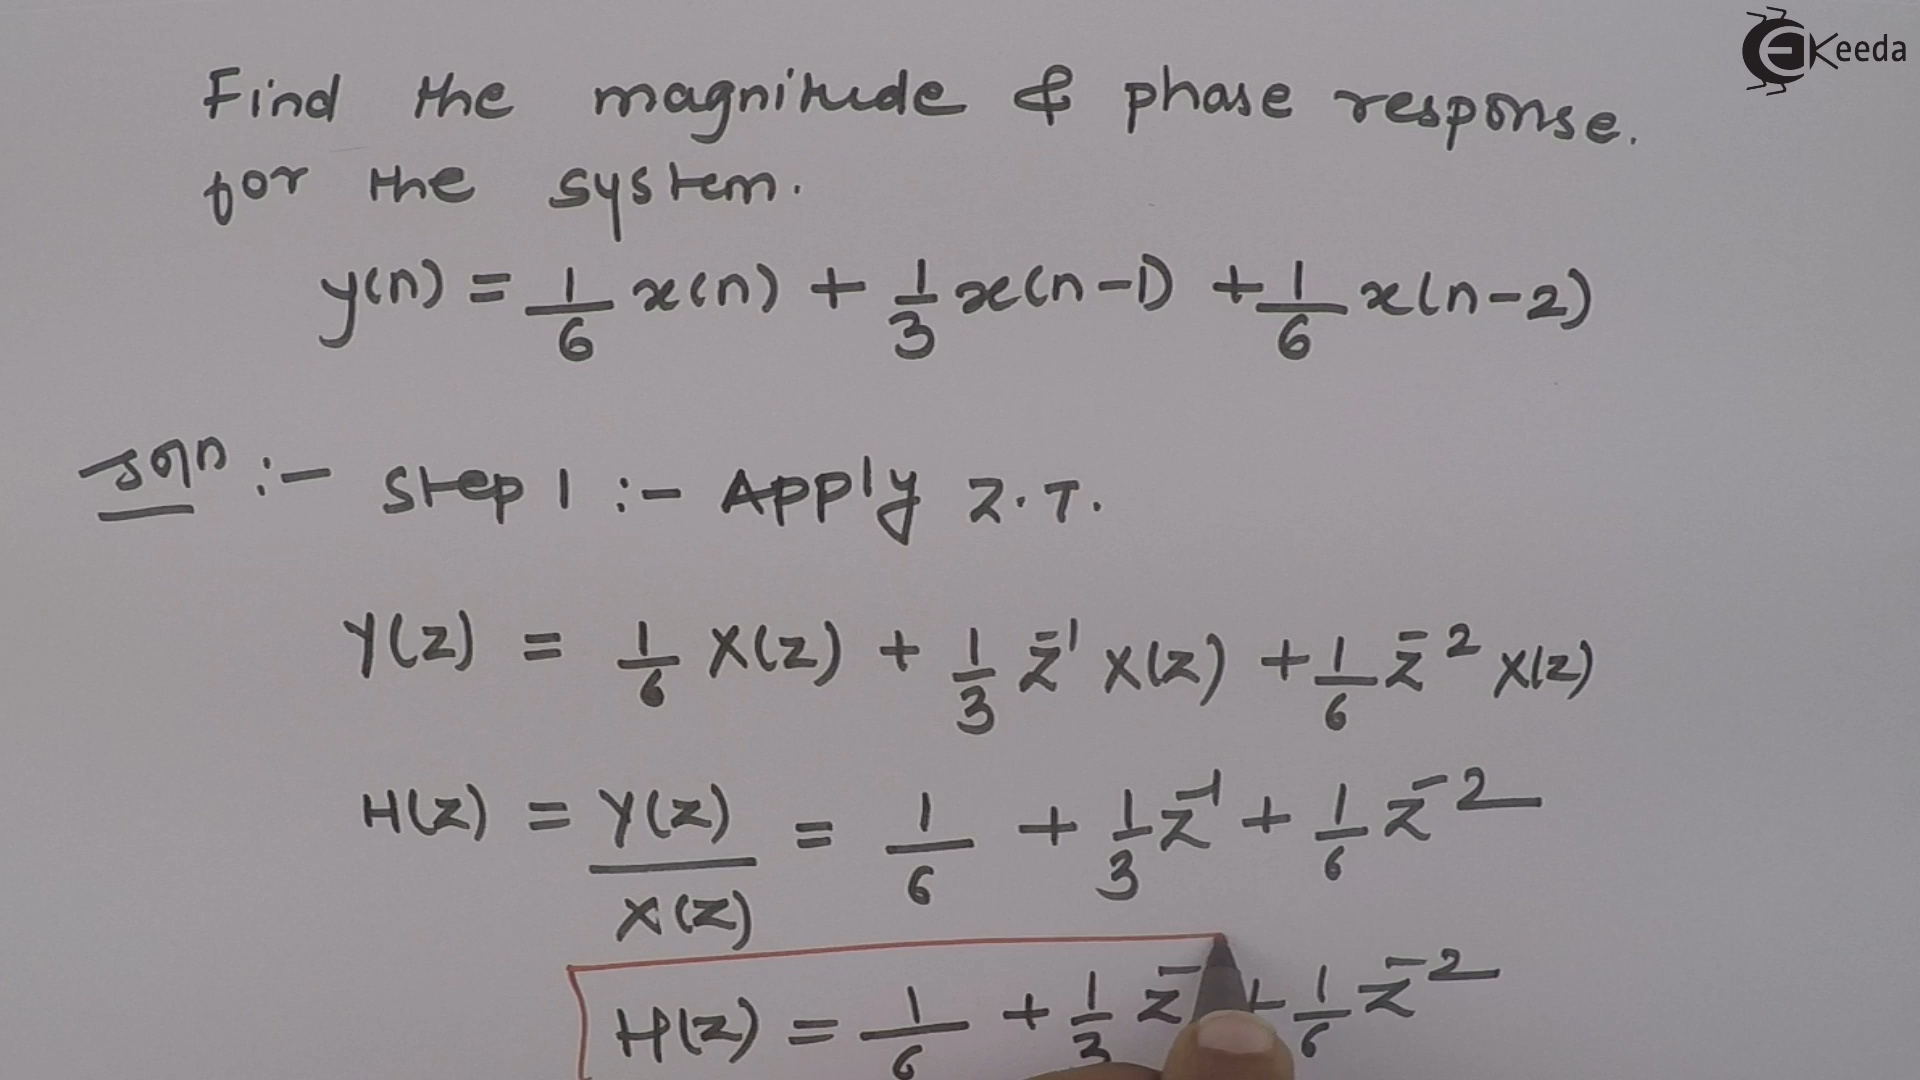 EKeeda
Find the magnitude & phase response.
for the system.
y(n) = 1/6 x(n) + 1/3 x(n-1) + 1/6 x(n-2)
Soln :- Step 1 :- Apply Z.T.
Y(z) = 1/6 X(z) + 1/3 z^-1 X(z) + 1/6 z^-2 X(z)
H(z) = Y(z)/X(z) = 1/6 + 1/3 z^-1 + 1/6 z^-2
H(z) = 1/6 + 1/3 z^- + 1/6 z^-2